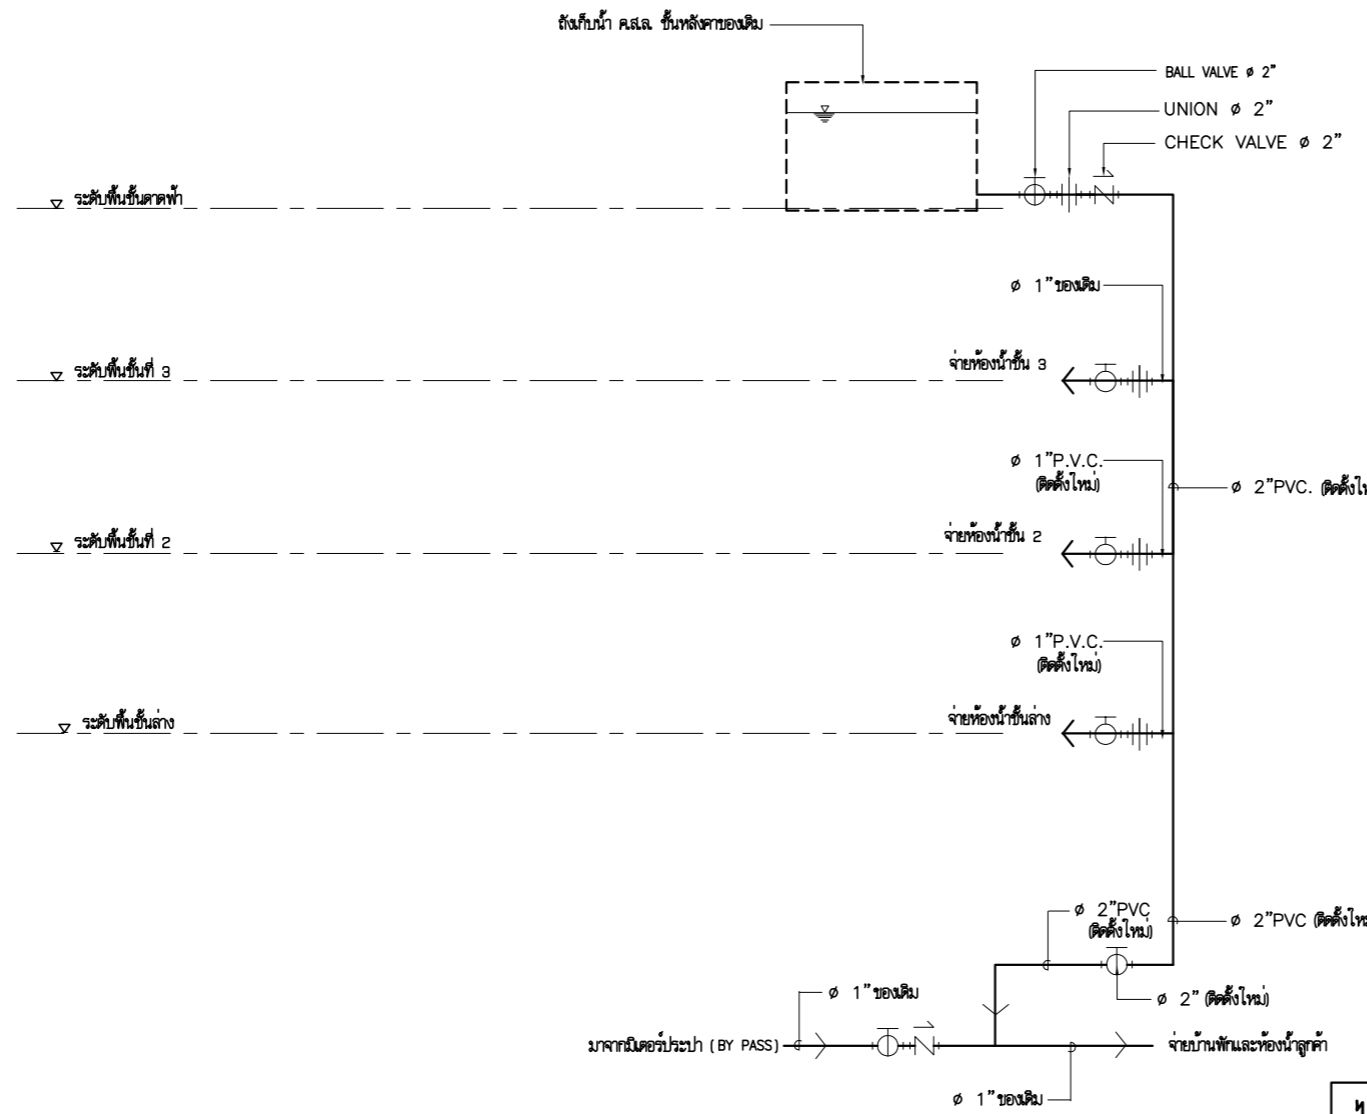 ถังเก็บน้ำ ค.ส.ล. ชั้นหลังคาของเดิม
BALL VALVE ø 2"
UNION ø 2"
CHECK VALVE ø 2"
ระดับพื้นชั้นดาดฟ้า
ø 1"ของเดิม
ระดับพื้นชั้นที่ 3
จ่ายห้องน้ำชั้น 3
ø 1"P.V.C.
(ติดตั้งใหม่)
ø 2"PVC.
ระดับพื้นชั้นที่ 2
จ่ายห้องน้ำชั้น 2
ø 1"P.V.C.
(ติดตั้งใหม่)
ระดับพื้นชั้นล่าง
จ่ายห้องน้ำชั้นล่าง
ø 2"PVC
(ติดตั้งใหม่)
ø 2"PVC
ø 1"ของเดิม
ø 2" (ติดตั้งใหม่)
มาจากมิเตอร์ประปา (BY PASS)
จ่ายบ้านพักและห้องน้ำลูกค้า
ø 1"ของเดิม